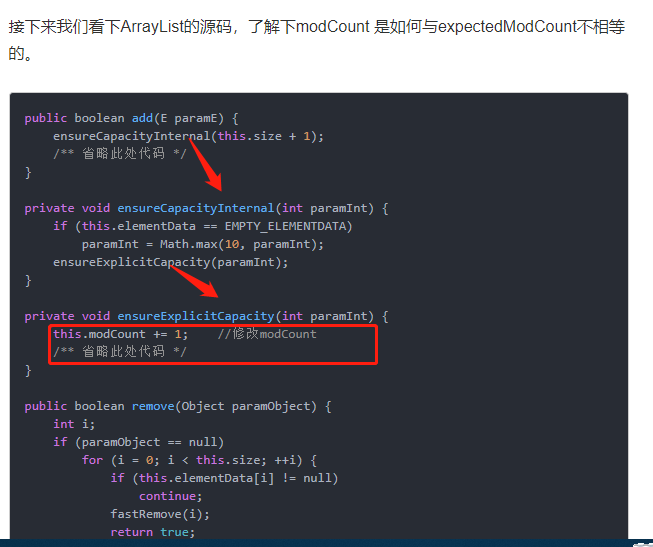 接下来我们看下ArrayList的源码，了解下modCount 是如何与expectedModCount不相等
的。
public boolean add(E paramE) {
    ensureCapacityInternal(this.size + 1);
    /** 省略此处代码 */
}
private void ensureCapacityInternal(int paramInt) {
    if (this.elementData == EMPTY_ELEMENTDATA)
        paramInt = Math.max(10, paramInt);
    ensureExplicitCapacity(paramInt);
}
private void ensureExplicitCapacity(int paramInt) {
    this.modCount += 1;    //修改modCount
    /** 省略此处代码 */
}
public boolean remove(Object paramObject) {
    int i;
    if (paramObject == null)
        for (i = 0; i < this.size; ++i) {
            if (this.elementData[i] != null)
                continue;
            fastRemove(i);
            return true;